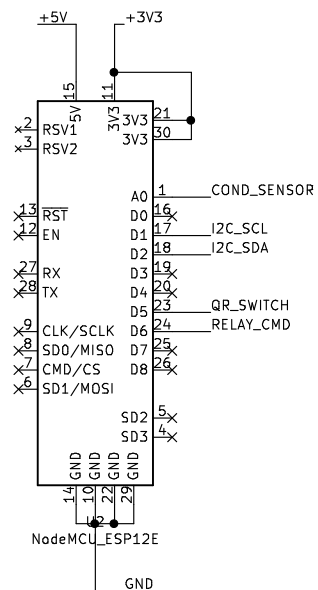 +5V
+3V3
15
11
5V
3V3
2
RSV1
3
RSV2
21
3V3
30
3V3
1
A0
COND_SENSOR
13
RST
16
D0
12
EN
17
D1
I2C_SCL
18
D2
I2C_SDA
27
RX
19
D3
28
TX
20
D4
23
D5
QR_SWITCH
9
CLK/SCLK
24
D6
RELAY_CMD
8
SD0/MISO
25
D7
7
CMD/CS
26
D8
6
SD1/MOSI
5
SD2
4
SD3
GND
GND
GND
GND
14
10
22
29
U2
NodeMCU_ESP12E
GND